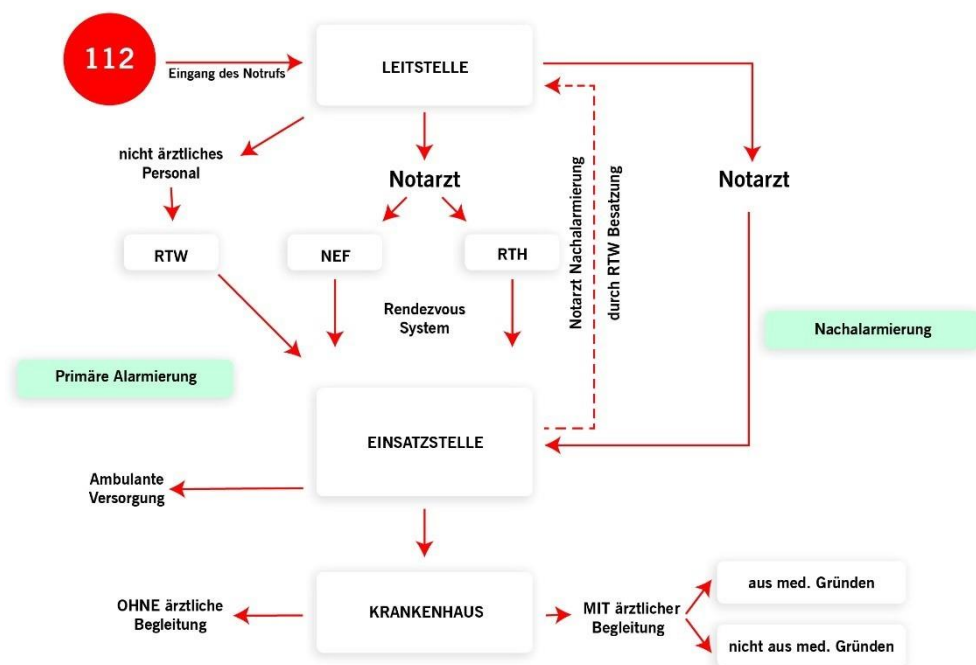 112
Eingang des Notrufs
LEITSTELLE
nicht ärztliches
Personal
Notarzt
Notarzt
RTW
NEF
RTH
Notarzt Nachalarmierung
durch RTW Besatzung
Rendezvous
System
Nachalarmierung
Primäre Alarmierung
EINSATZSTELLE
Ambulante
Versorgung
OHNE ärztliche
Begleitung
KRANKENHAUS
MIT ärztlicher
Begleitung
aus med. Gründen
nicht aus med. Gründen